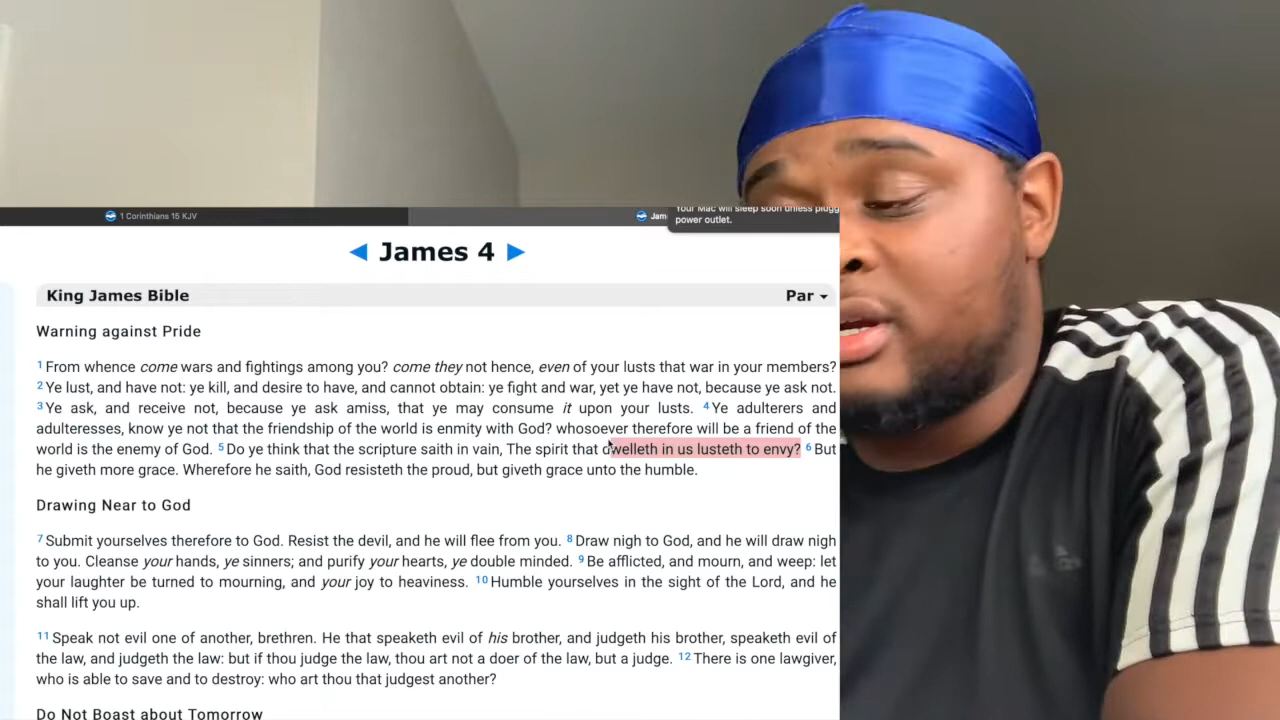 1 Corinthians 15 KJV
Your Mac will sleep soon unless plugg
power outlet.
◀ James 4 ▶
King James Bible
Par
Warning against Pride
1 From whence come wars and fightings among you? come they not hence, even of your lusts that war in your members?
2 Ye lust, and have not: ye kill, and desire to have, and cannot obtain: ye fight and war, yet ye have not, because ye ask not.
3 Ye ask, and receive not, because ye ask amiss, that ye may consume it upon your lusts. 4 Ye adulterers and
adulteresses, know ye not that the friendship of the world is enmity with God? whosoever therefore will be a friend of the
world is the enemy of God. 5 Do ye think that the scripture saith in vain, The spirit that dwelleth in us lusteth to envy? 6 But
he giveth more grace. Wherefore he saith, God resisteth the proud, but giveth grace unto the humble.
Drawing Near to God
7 Submit yourselves therefore to God. Resist the devil, and he will flee from you. 8 Draw nigh to God, and he will draw nigh
to you. Cleanse your hands, ye sinners; and purify your hearts, ye double minded. 9 Be afflicted, and mourn, and weep: let
your laughter be turned to mourning, and your joy to heaviness. 10 Humble yourselves in the sight of the Lord, and he
shall lift you up.
11 Speak not evil one of another, brethren. He that speaketh evil of his brother, and judgeth his brother, speaketh evil of
the law, and judgeth the law: but if thou judge the law, thou art not a doer of the law, but a judge. 12 There is one lawgiver,
who is able to save and to destroy: who art thou that judgest another?
Do Not Boast about Tomorrow